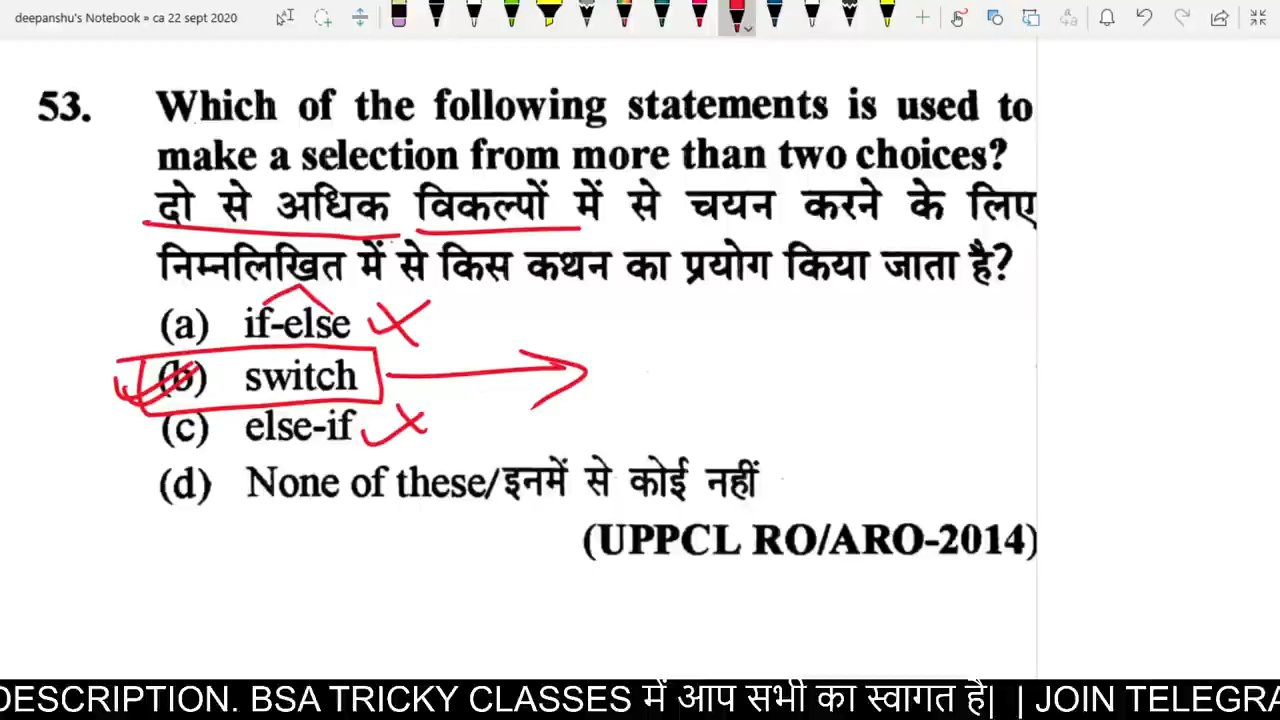 deepanshu's Notebook » ca 22 sept 2020
53. Which of the following statements is used to
make a selection from more than two choices?
दो से अधिक विकल्पों में से चयन करने के लिए
निम्नलिखित में से किस कथन का प्रयोग किया जाता है?
(a) if-else
(b) switch
(c) else-if
(d) None of these/इनमें से कोई नहीं
(UPPCL RO/ARO-2014)
DESCRIPTION. BSA TRICKY CLASSES में आप सभी का स्वागत है| | JOIN TELEGRA